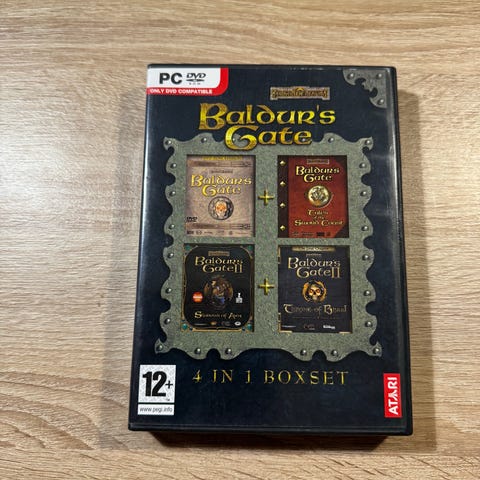 PC DVD
ROM
ONLY DVD COMPATIBLE
FORGOTTEN REALMS
Baldur's
Gate
Baldur's
Gate
+
Baldur's
Gate
Tales
of the
Sword Coast
Baldur's
Gate II
Shadows of Amn
+
Baldur's
Gate II
Throne of Bhaal
4 IN 1 BOXSET
12+
www.pegi.info
ATARI